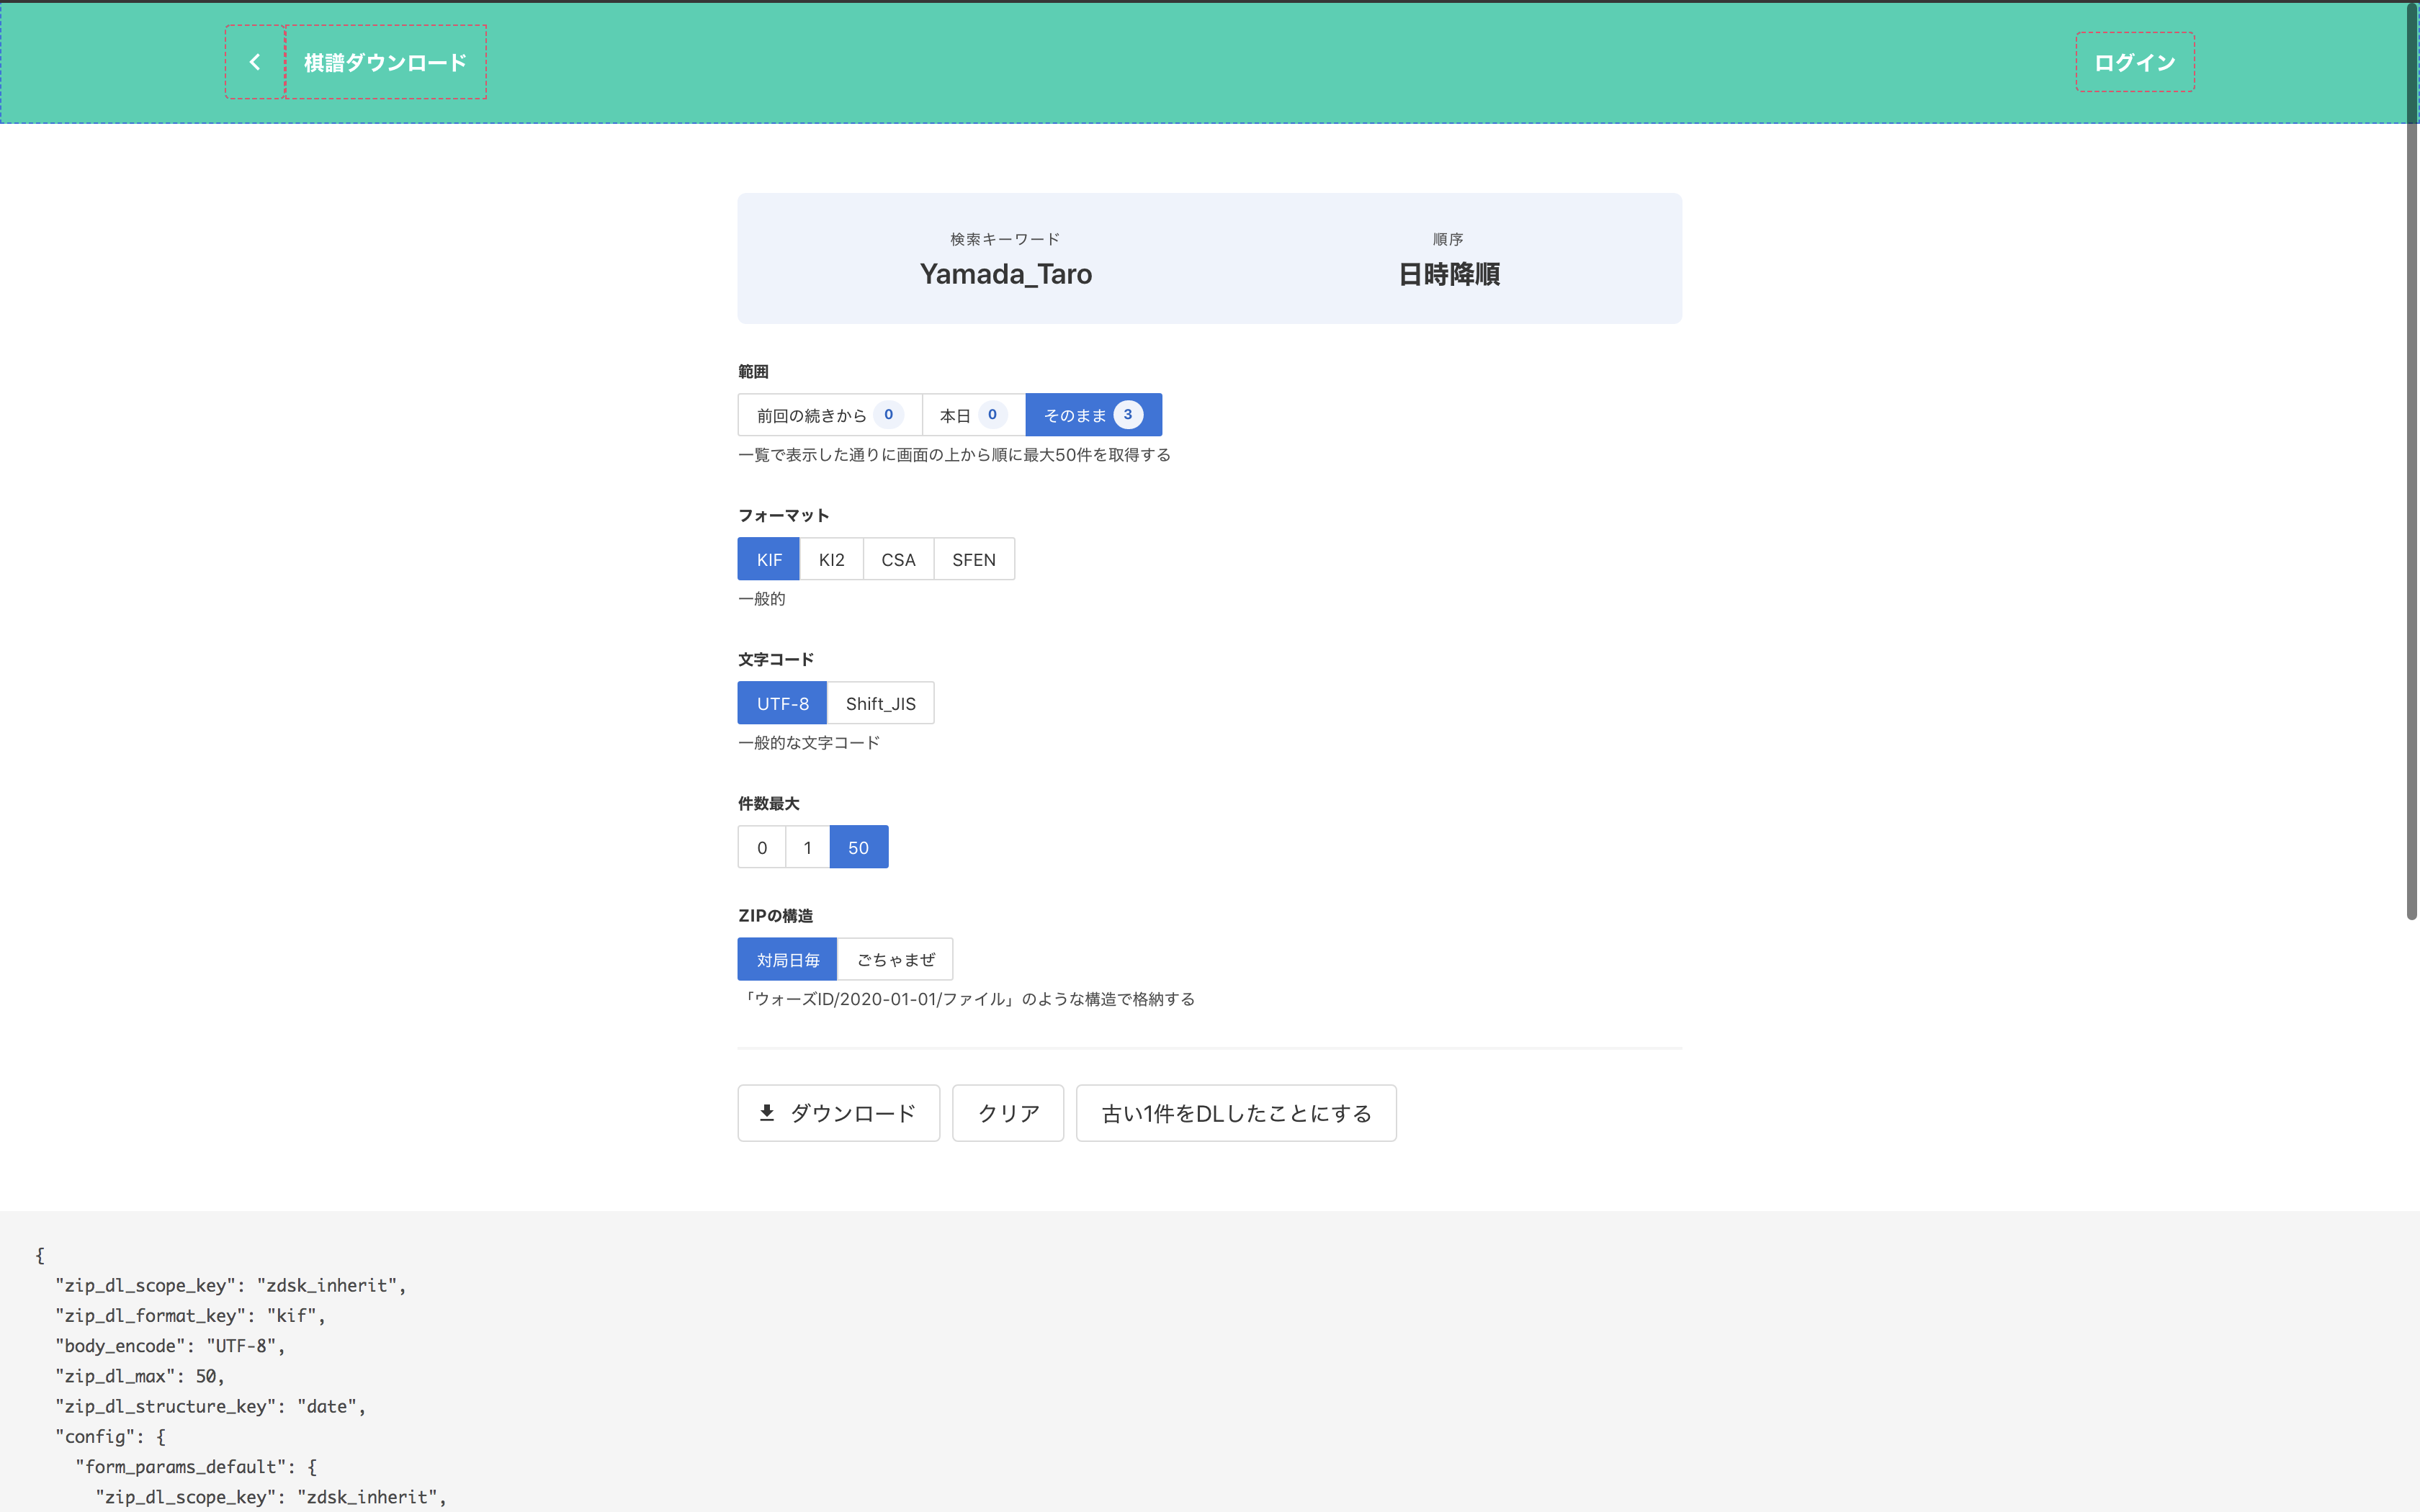 棋譜ダウンロード
ログイン
検索キーワード
Yamada_Taro
順序
日時降順
範囲
前回の続きから 0 本日 0 そのまま 3
一覧で表示した通りに画面の上から順に最大50件を取得する
フォーマット
KIF KI2 CSA SFEN
一般的
文字コード
UTF-8 Shift_JIS
一般的な文字コード
件数最大
0 1 50
ZIPの構造
対局日毎 ごちゃまぜ
「ウォーズID/2020-01-01/ファイル」のような構造で格納する
ダウンロード クリア 古い1件をDLしたことにする
{
"zip_dl_scope_key": "zdsk_inherit",
"zip_dl_format_key": "kif",
"body_encode": "UTF-8",
"zip_dl_max": 50,
"zip_dl_structure_key": "date",
"config": {
"form_params_default": {
"zip_dl_scope_key": "zdsk_inherit",